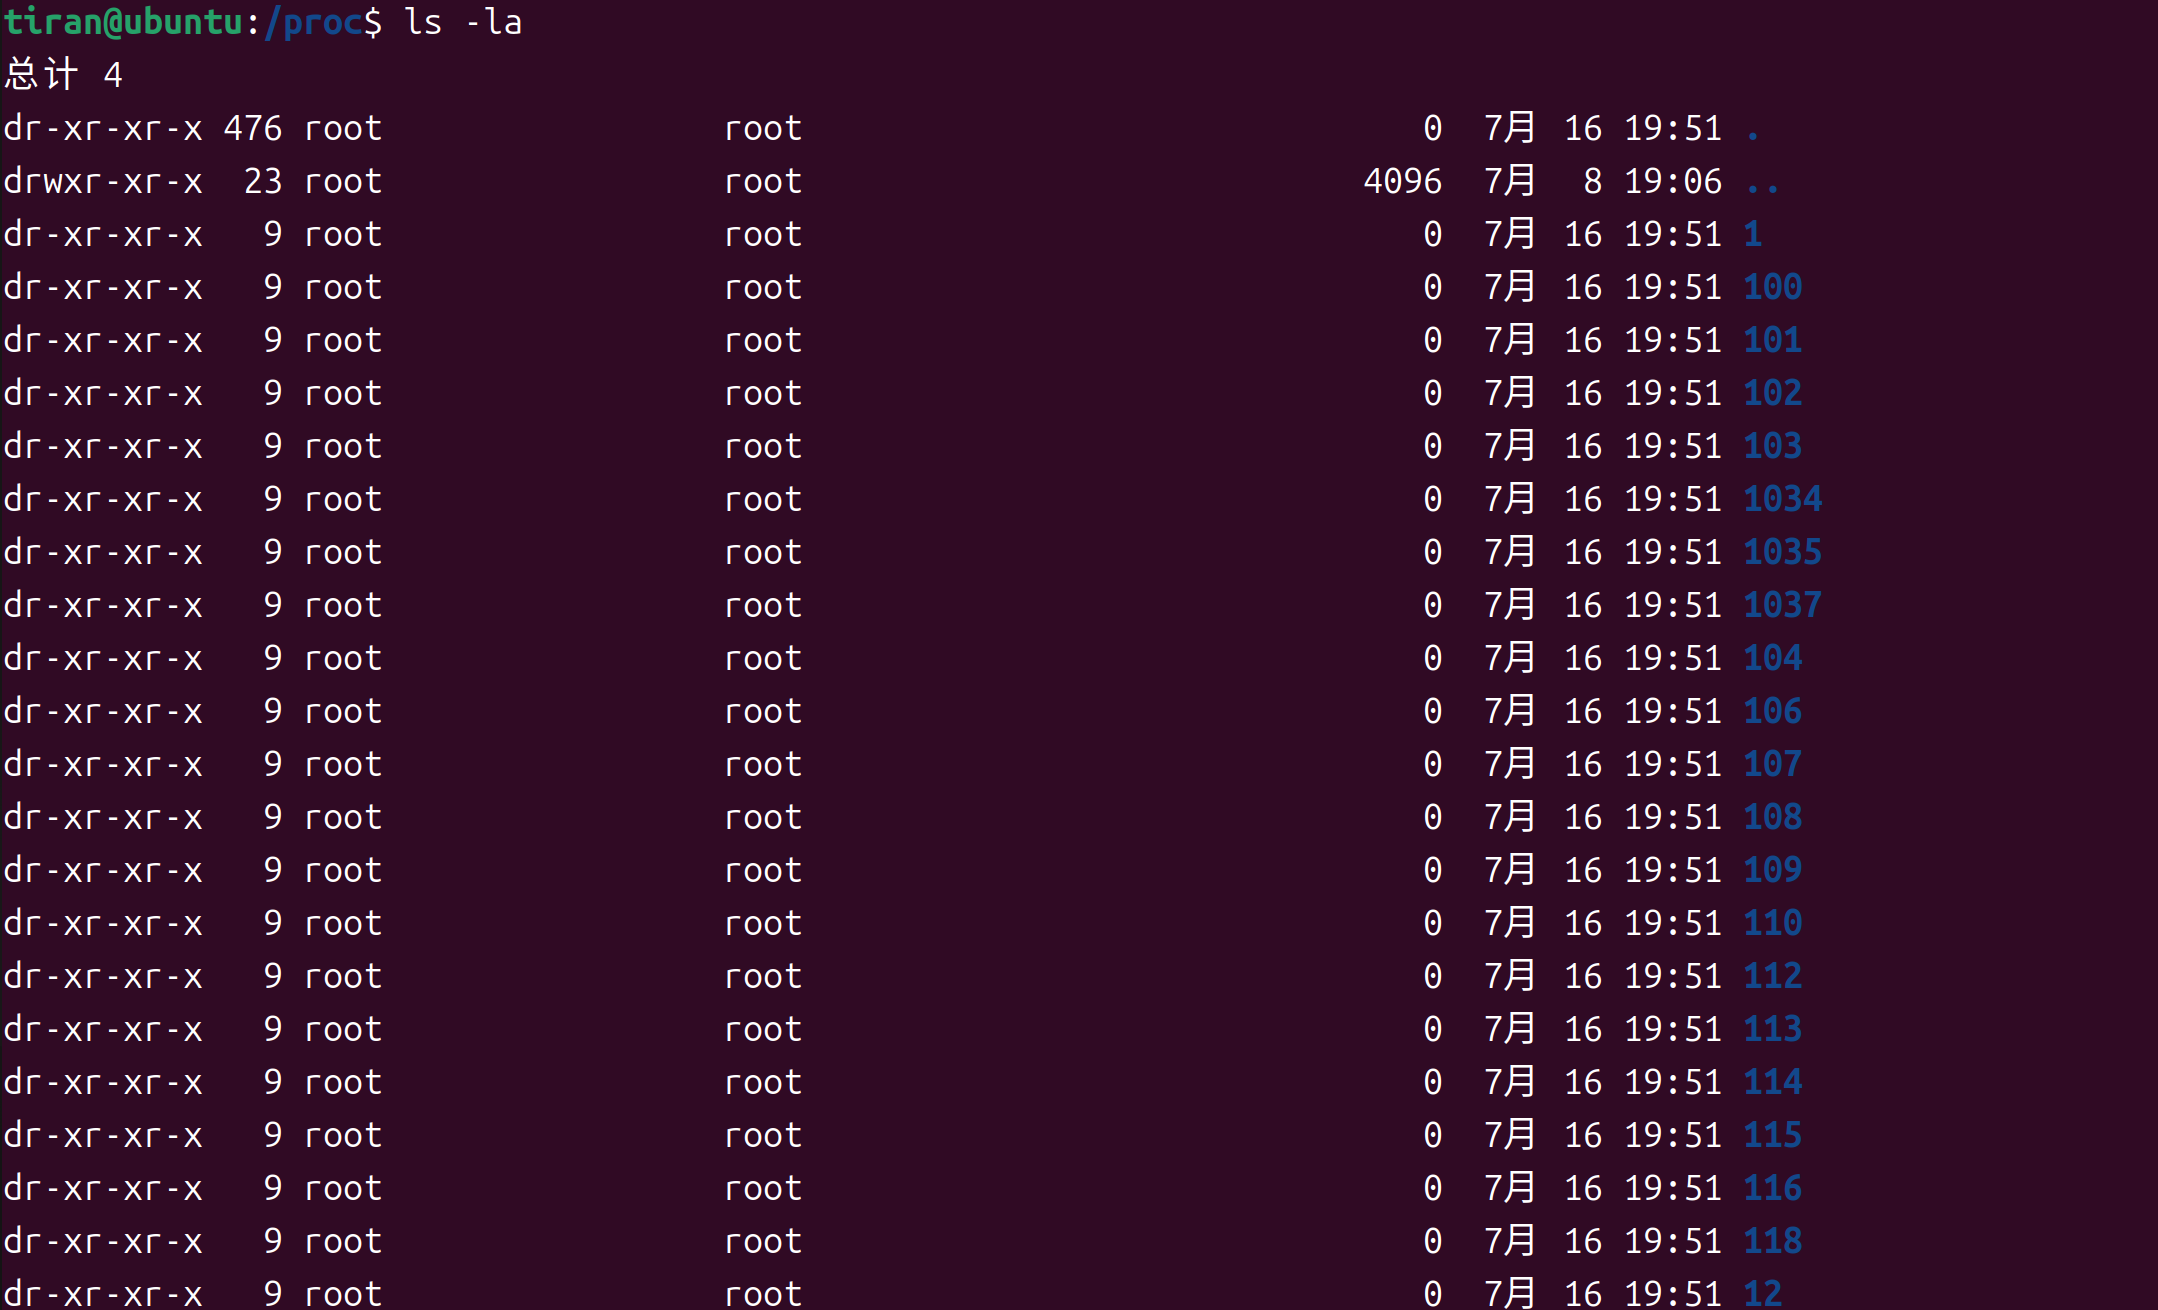 tiran@ubuntu:/proc$ ls -la
总计 4
dr-xr-xr-x 476 root root 0 7月 16 19:51 .
drwxr-xr-x 23 root root 4096 7月 8 19:06 ..
dr-xr-xr-x 9 root root 0 7月 16 19:51 1
dr-xr-xr-x 9 root root 0 7月 16 19:51 100
dr-xr-xr-x 9 root root 0 7月 16 19:51 101
dr-xr-xr-x 9 root root 0 7月 16 19:51 102
dr-xr-xr-x 9 root root 0 7月 16 19:51 103
dr-xr-xr-x 9 root root 0 7月 16 19:51 1034
dr-xr-xr-x 9 root root 0 7月 16 19:51 1035
dr-xr-xr-x 9 root root 0 7月 16 19:51 1037
dr-xr-xr-x 9 root root 0 7月 16 19:51 104
dr-xr-xr-x 9 root root 0 7月 16 19:51 106
dr-xr-xr-x 9 root root 0 7月 16 19:51 107
dr-xr-xr-x 9 root root 0 7月 16 19:51 108
dr-xr-xr-x 9 root root 0 7月 16 19:51 109
dr-xr-xr-x 9 root root 0 7月 16 19:51 110
dr-xr-xr-x 9 root root 0 7月 16 19:51 112
dr-xr-xr-x 9 root root 0 7月 16 19:51 113
dr-xr-xr-x 9 root root 0 7月 16 19:51 114
dr-xr-xr-x 9 root root 0 7月 16 19:51 115
dr-xr-xr-x 9 root root 0 7月 16 19:51 116
dr-xr-xr-x 9 root root 0 7月 16 19:51 118
dr-xr-xr-x 9 root root 0 7月 16 19:51 12